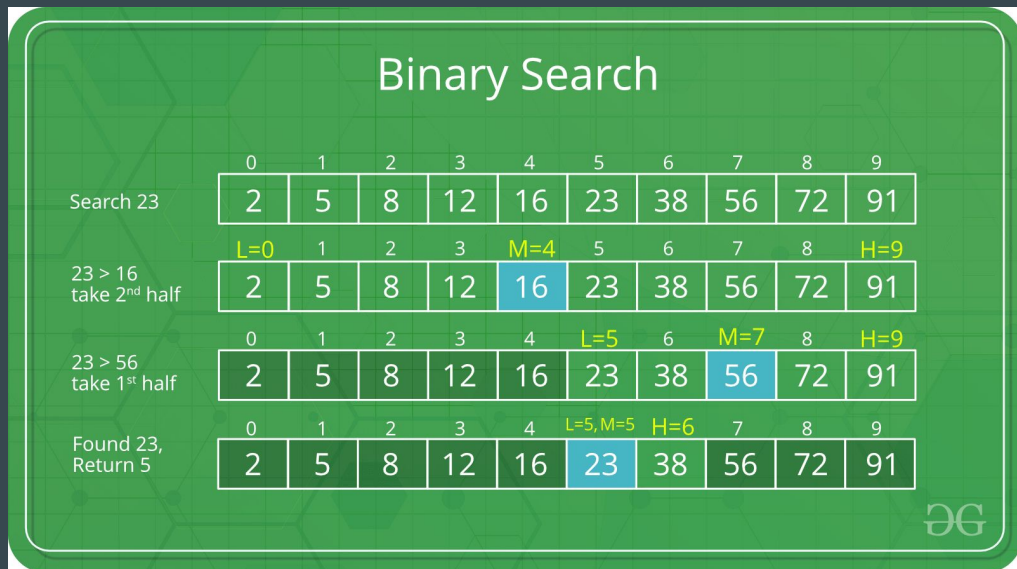 Binary Search
0 1 2 3 4 5 6 7 8 9
Search 23 2 5 8 12 16 23 38 56 72 91
L=0 1 2 3 M=4 5 6 7 8 H=9
23 > 16
take 2nd half
2 5 8 12 16 23 38 56 72 91
0 1 2 3 4 L=5 6 M=7 8 H=9
23 > 56
take 1st half
2 5 8 12 16 23 38 56 72 91
0 1 2 3 4 L=5, M=5 H=6 7 8 9
Found 23,
Return 5
2 5 8 12 16 23 38 56 72 91